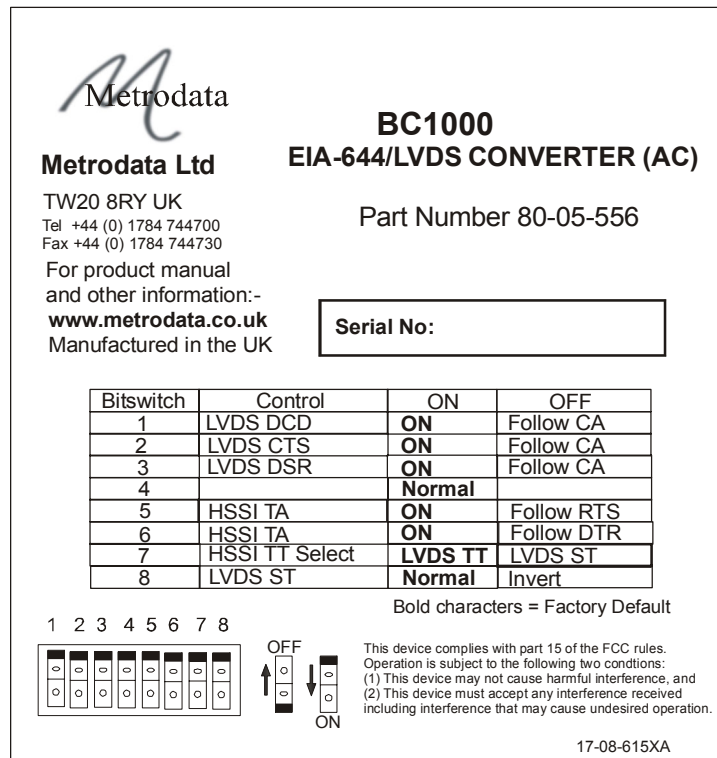 Metrodata
Metrodata Ltd
TW20 8RY UK
Tel +44 (0) 1784 744700
Fax +44 (0) 1784 744730
For product manual
and other information:-
www.metrodata.co.uk
Manufactured in the UK
BC1000
EIA-644/LVDS CONVERTER (AC)
Part Number 80-05-556
Serial No:
Bitswitch Control ON OFF
1 LVDS DCD ON Follow CA
2 LVDS CTS ON Follow CA
3 LVDS DSR ON Follow CA
4 Normal
5 HSSI TA ON Follow RTS
6 HSSI TA ON Follow DTR
7 HSSI TT Select LVDS TT LVDS ST
8 LVDS ST Normal Invert
Bold characters = Factory Default
1 2 3 4 5 6 7 8
OFF
ON
This device complies with part 15 of the FCC rules.
Operation is subject to the following two condtions:
(1) This device may not cause harmful interference, and
(2) This device must accept any interference received
including interference that may cause undesired operation.
17-08-615XA